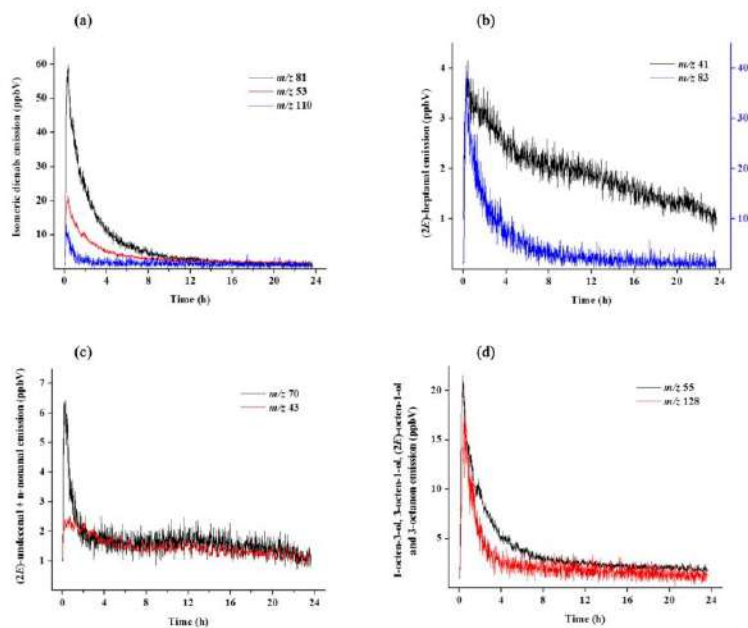 (a)
Isomeric dienals emission (ppbV)
60
50
40
30
20
10
m/z 81
m/z 53
m/z 110
0 4 8 12 16 20 24
Time (h)
(b)
(2E)-heptanal emission (ppbV)
4
3
2
1
m/z 41
m/z 83
40
30
20
10
0 4 8 12 16 20 24
Time (h)
(c)
(2E)-undecenal + n-nonanal emission (ppbV)
7
6
5
4
3
2
1
m/z 70
m/z 43
0 4 8 12 16 20 24
Time (h)
(d)
1-octen-3-ol, 3-octen-1-ol, (2E)-octen-1-ol
and 3-octanon emission (ppbV)
20
15
10
5
m/z 55
m/z 128
0 4 8 12 16 20 24
Time (h)